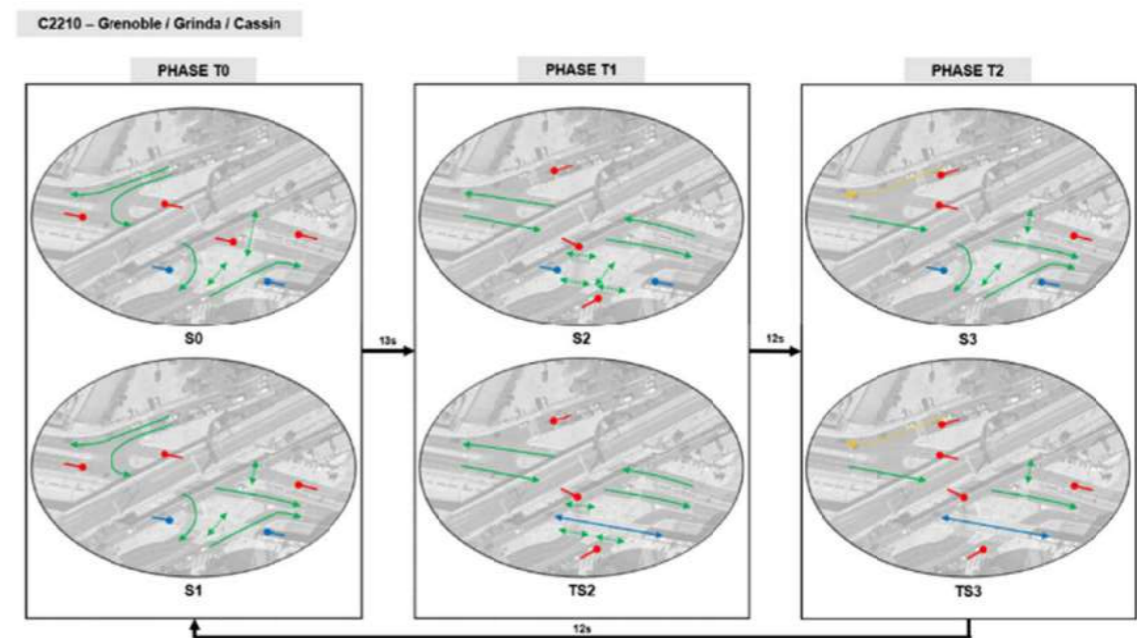 C2210 – Grenoble / Grinda / Cassin
PHASE T0
PHASE T1
PHASE T2
S0
S2
S3
13s
12s
S1
TS2
TS3
12s